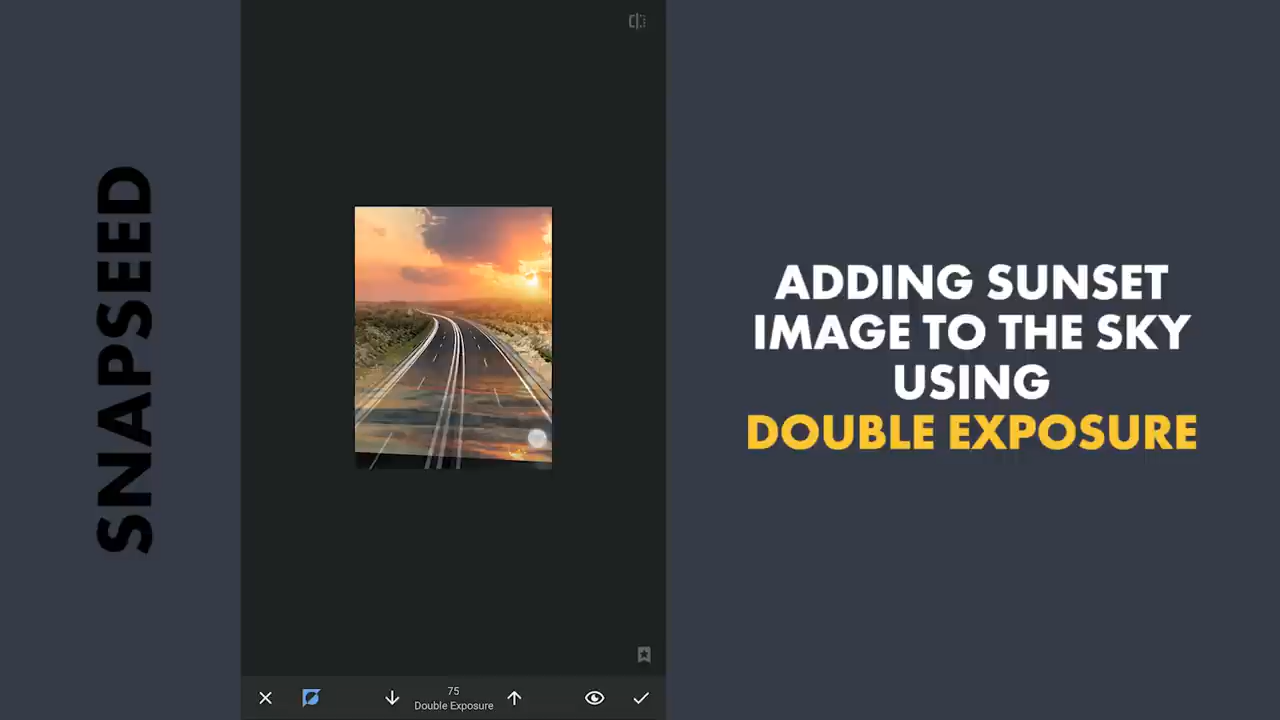 SNAPSEED
75
Double Exposure
ADDING SUNSET
IMAGE TO THE SKY
USING
DOUBLE EXPOSURE